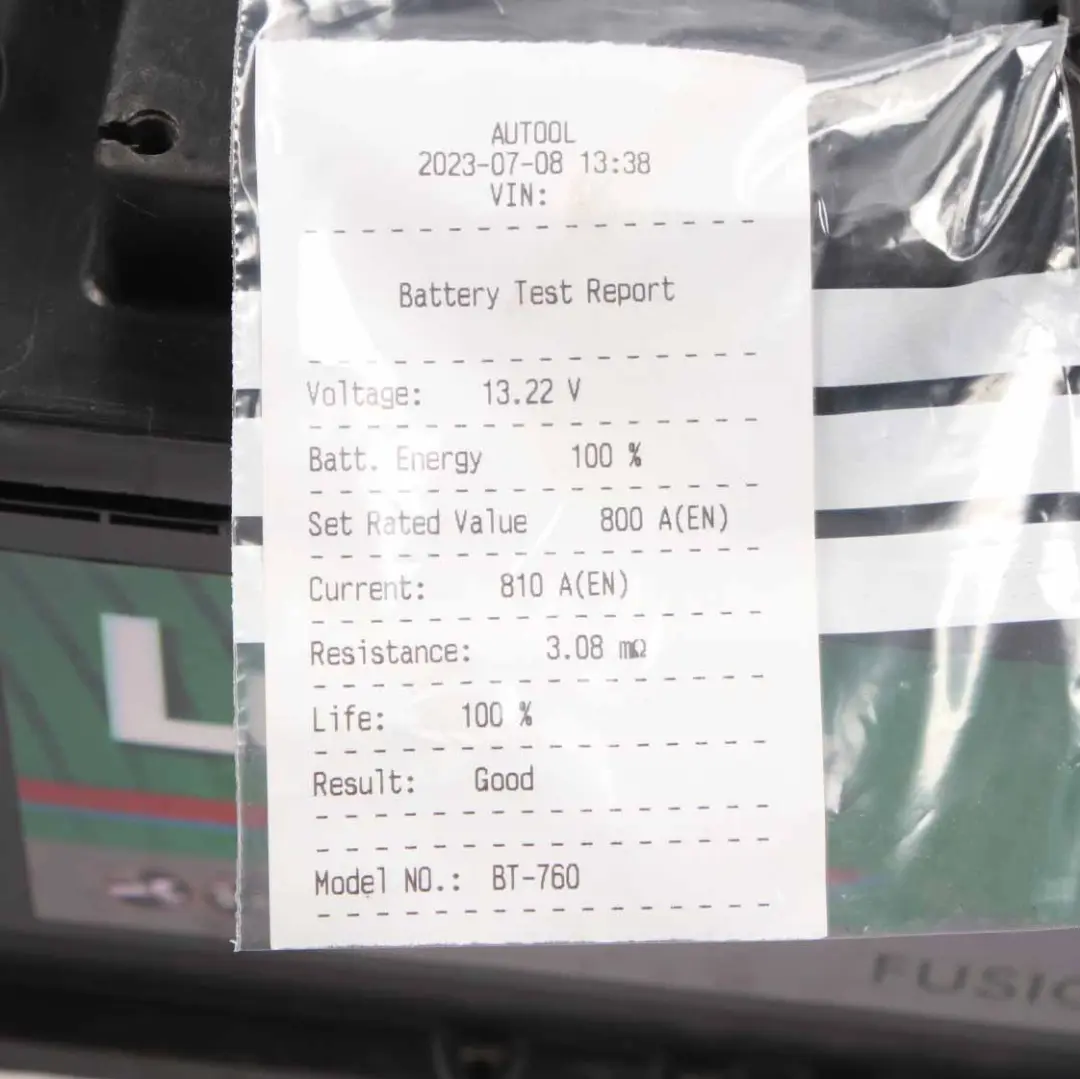 AUTOOL
2023-07-08 13:38
VIN:
Battery Test Report
Voltage: 13.22 V
Batt. Energy 100 %
Set Rated Value 800 A(EN)
Current: 810 A(EN)
Resistance: 3.08 mΩ
Life: 100 %
Result: Good
Model NO.: BT-760